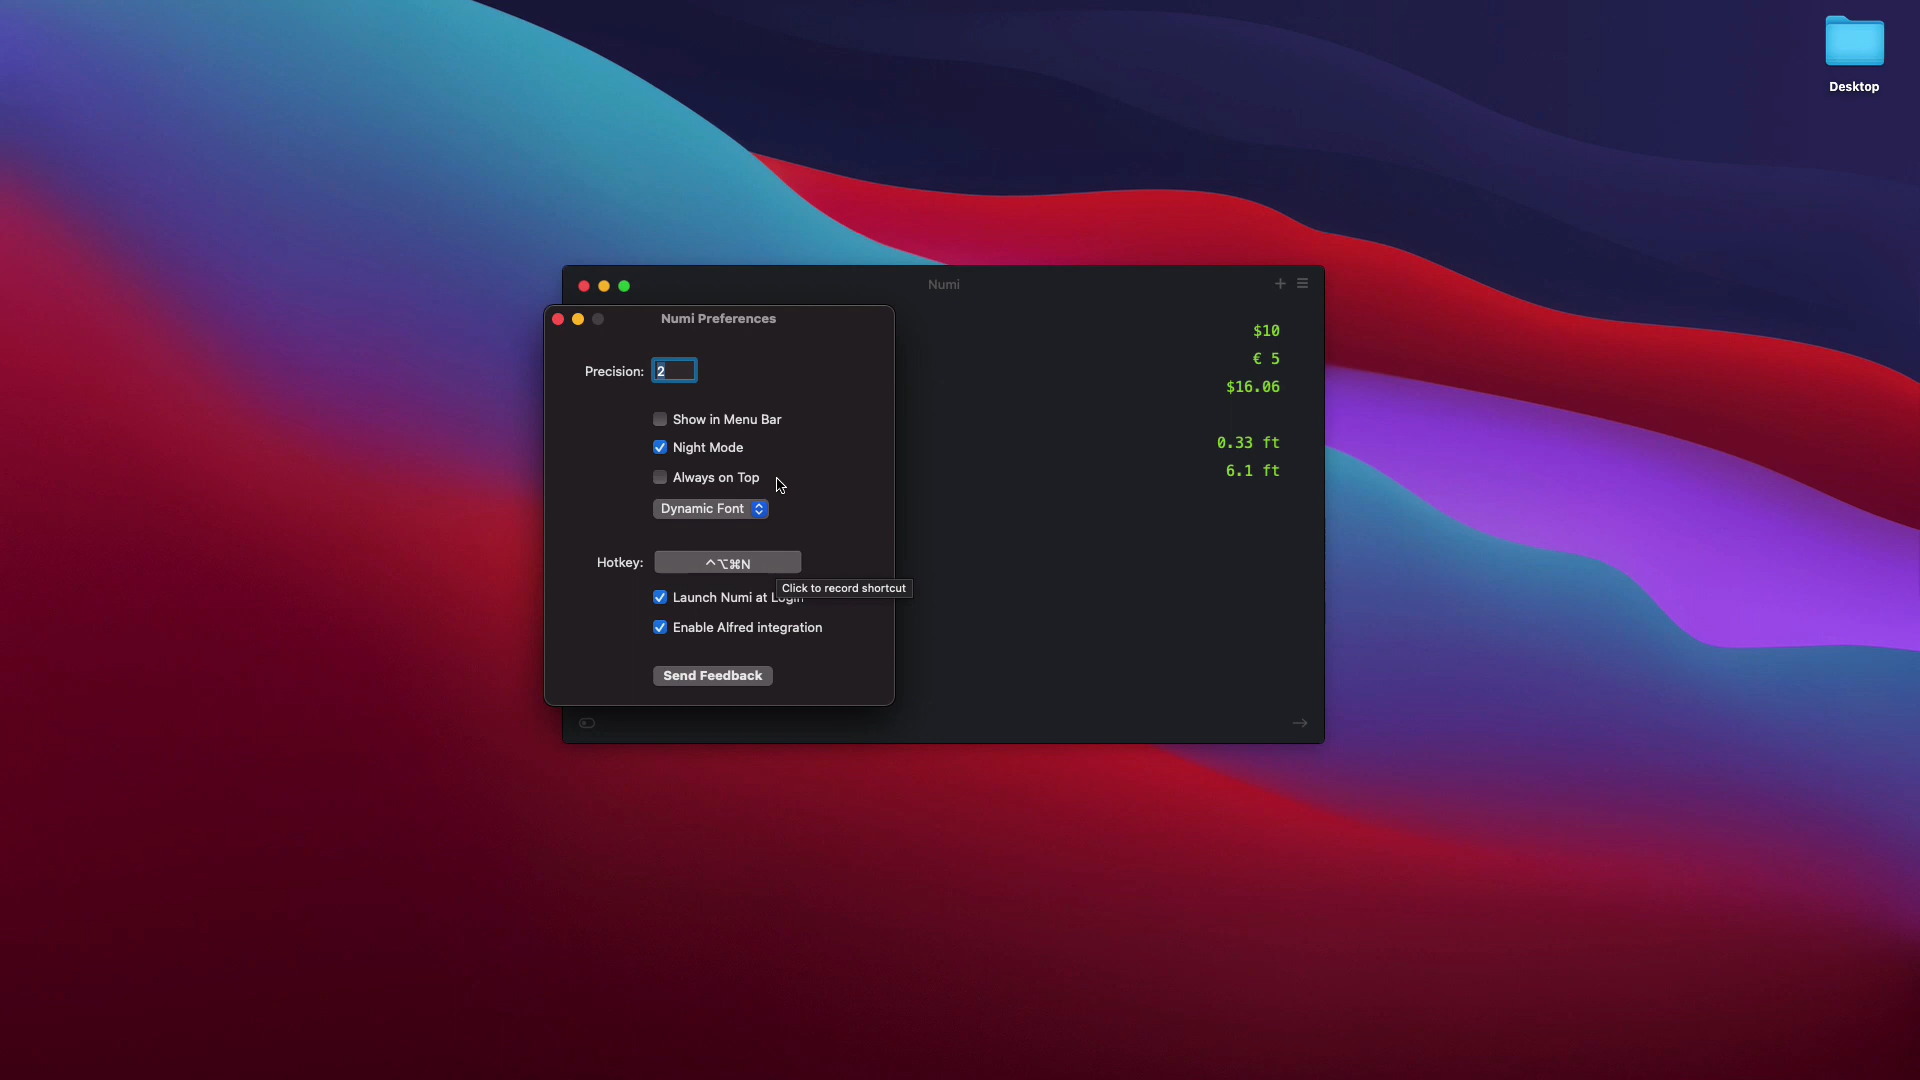 Desktop
Numi
Numi Preferences
$10
Precision: 2
€ 5
$16.06
Show in Menu Bar
Night Mode
0.33 ft
Always on Top
6.1 ft
Dynamic Font
Hotkey: ^⌥⌘N
Click to record shortcut
Launch Numi at Login
Enable Alfred integration
Send Feedback